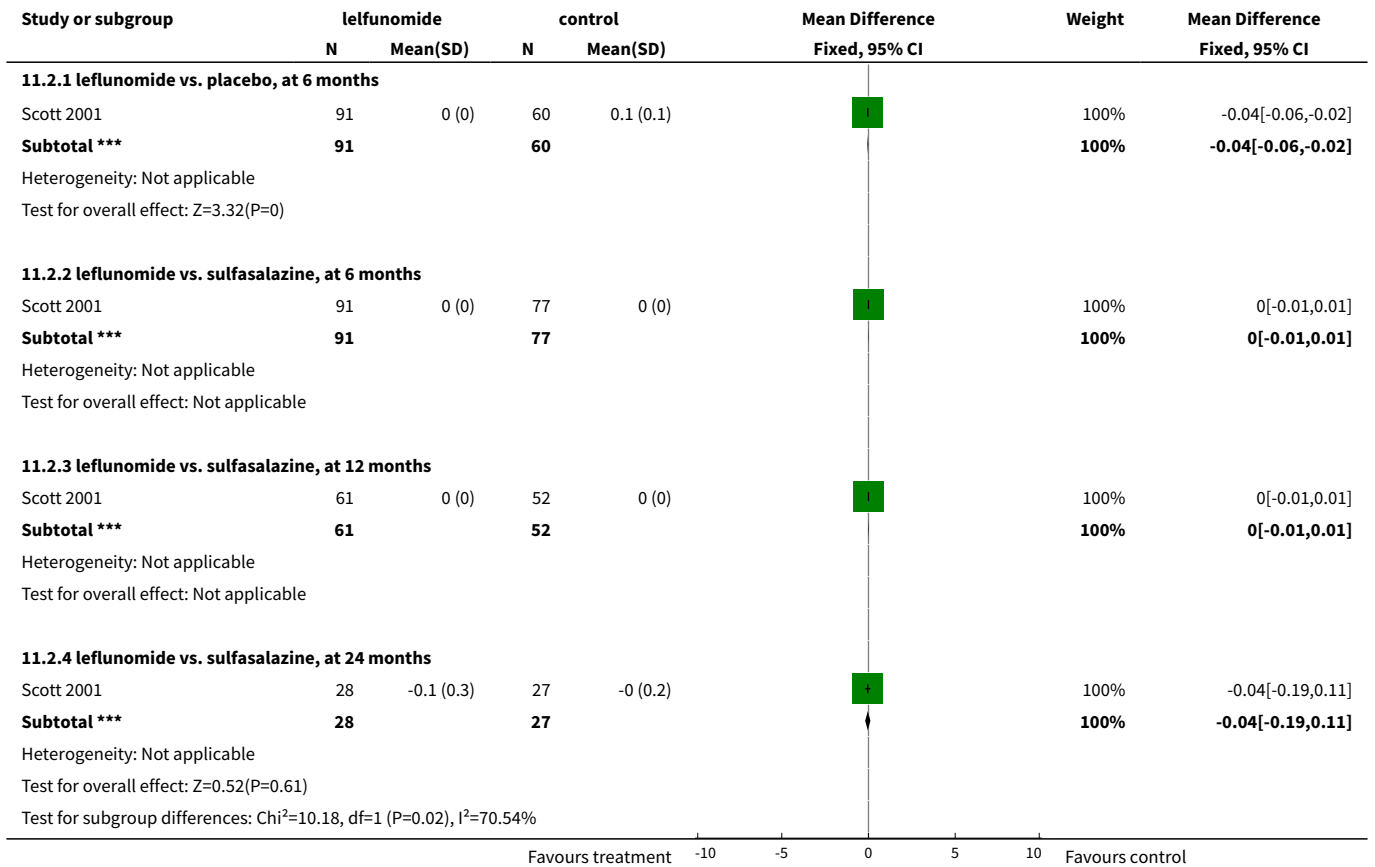 Study or subgroup lelfunomide control Mean Difference Weight Mean Difference
N Mean(SD) N Mean(SD) Fixed, 95% CI Fixed, 95% CI
11.2.1 leflunomide vs. placebo, at 6 months
Scott 2001 91 0 (0) 60 0.1 (0.1) 100% -0.04[-0.06,-0.02]
Subtotal *** 91 60 100% -0.04[-0.06,-0.02]
Heterogeneity: Not applicable
Test for overall effect: Z=3.32(P=0)
11.2.2 leflunomide vs. sulfasalazine, at 6 months
Scott 2001 91 0 (0) 77 0 (0) 100% 0[-0.01,0.01]
Subtotal *** 91 77 100% 0[-0.01,0.01]
Heterogeneity: Not applicable
Test for overall effect: Not applicable
11.2.3 leflunomide vs. sulfasalazine, at 12 months
Scott 2001 61 0 (0) 52 0 (0) 100% 0[-0.01,0.01]
Subtotal *** 61 52 100% 0[-0.01,0.01]
Heterogeneity: Not applicable
Test for overall effect: Not applicable
11.2.4 leflunomide vs. sulfasalazine, at 24 months
Scott 2001 28 -0.1 (0.3) 27 -0 (0.2) 100% -0.04[-0.19,0.11]
Subtotal *** 28 27 100% -0.04[-0.19,0.11]
Heterogeneity: Not applicable
Test for overall effect: Z=0.52(P=0.61)
Test for subgroup differences: Chi²=10.18, df=1 (P=0.02), I²=70.54%
Favours treatment -10 -5 0 5 10 Favours control